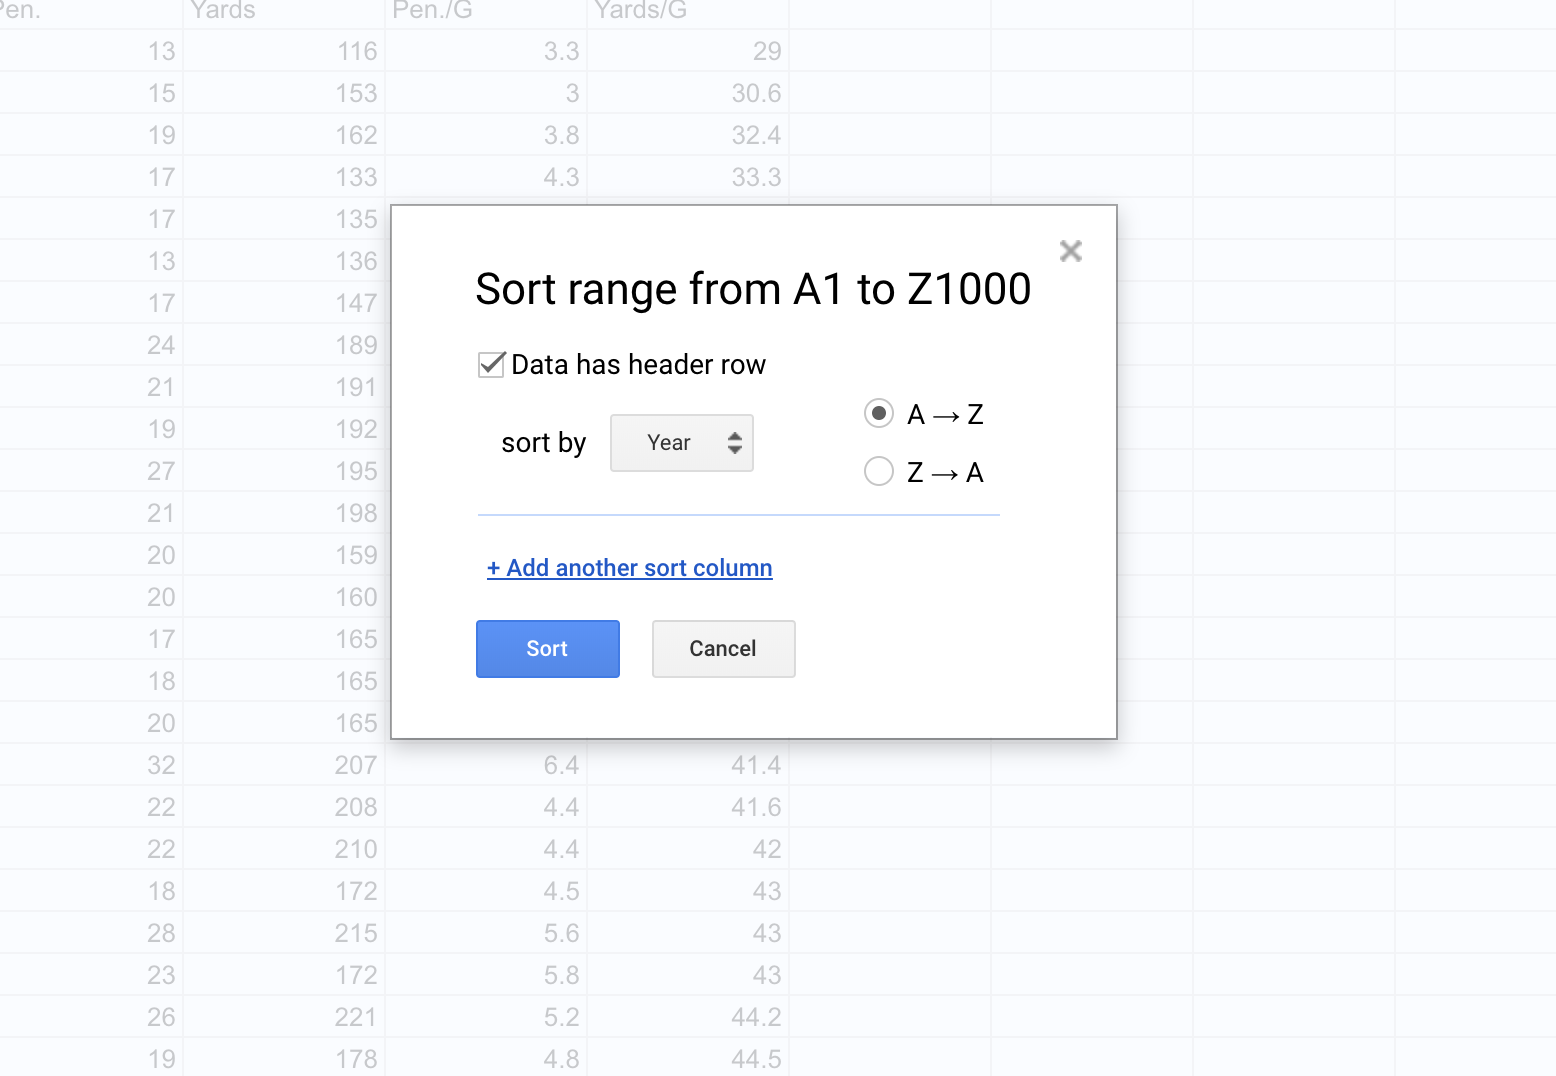 Pen. Yards Pen./G Yards/G
13 116 3.3 29
15 153 3 30.6
19 162 3.8 32.4
17 133 4.3 33.3
17 135
13 136
17 147
24 189
21 191
19 192
27 195
21 198
20 159
20 160
17 165
18 165
20 165
Sort range from A1 to Z1000
Data has header row
sort by Year
A → Z
Z → A
+ Add another sort column
Sort Cancel
32 207 6.4 41.4
22 208 4.4 41.6
22 210 4.4 42
18 172 4.5 43
28 215 5.6 43
23 172 5.8 43
26 221 5.2 44.2
19 178 4.8 44.5